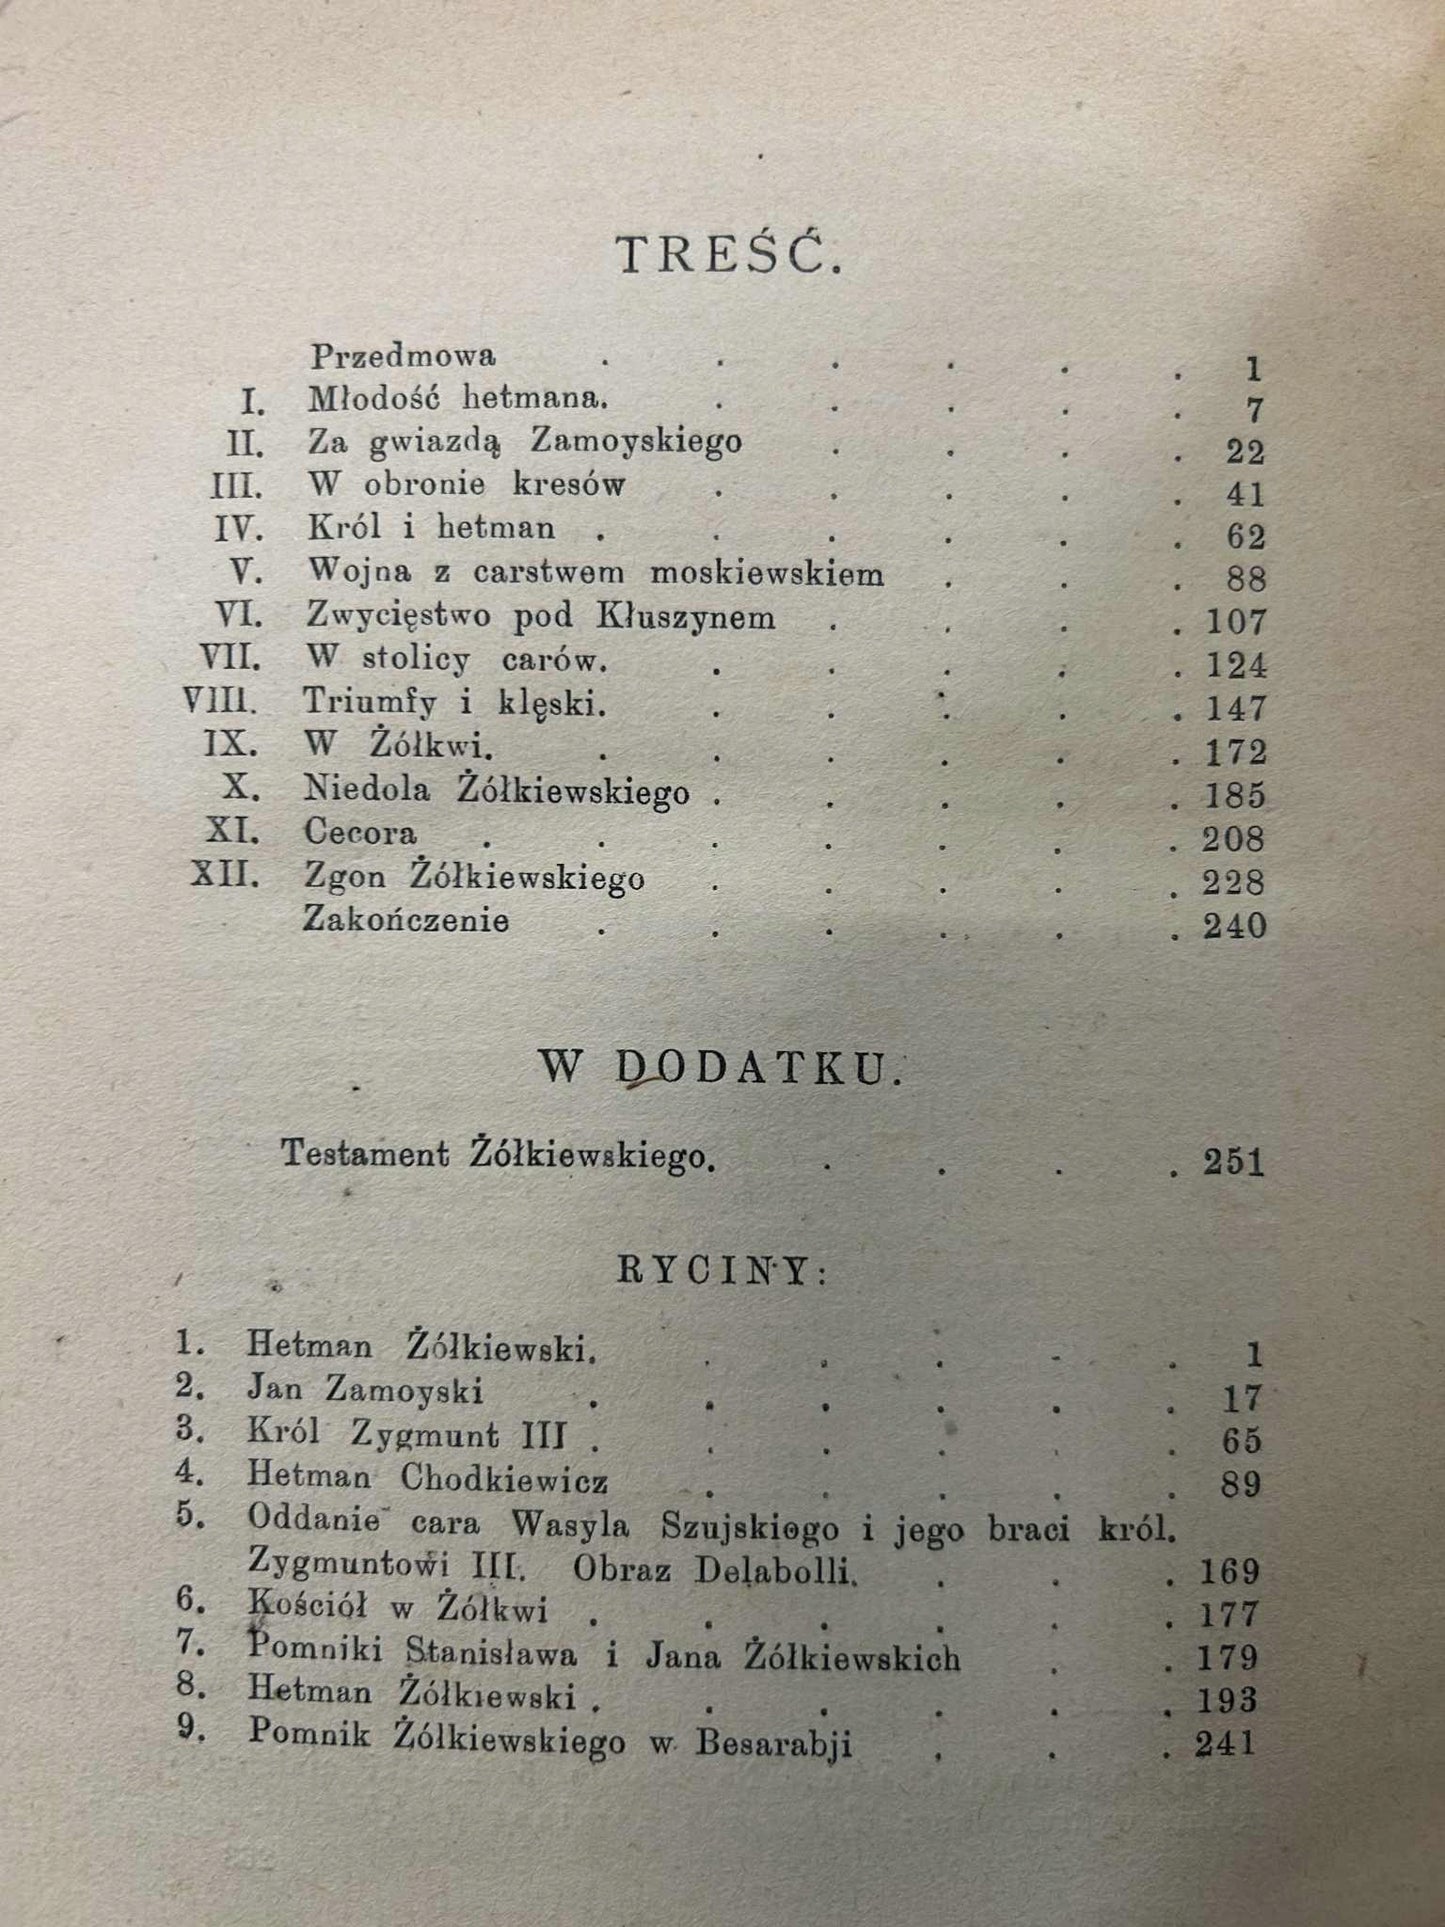 TREŚĆ.
Przedmowa . . . . . . 1
I. Młodość hetmana. . . . . . 7
II. Za gwiazdą Zamoyskiego . . . . 22
III. W obronie kresów . . . . . 41
IV. Król i hetman . . . . . . 62
V. Wojna z carstwem moskiewskiem . . . 88
VI. Zwycięstwo pod Kłuszynem . . . . 107
VII. W stolicy carów. . . . . . 124
VIII. Triumfy i klęski. . . . . . 147
IX. W Żółkwi. . . . . . . 172
X. Niedola Żółkiewskiego . . . . . 185
XI. Cecora . . . . . . . 208
XII. Zgon Żółkiewskiego . . . . . 228
Zakończenie . . . . . . 240
W DODATKU.
Testament Żółkiewskiego. . . . . 251
RYCINY:
1. Hetman Żółkiewski. . . . . . 1
2. Jan Zamoyski . . . . . . 17
3. Król Zygmunt III . . . . . . 65
4. Hetman Chodkiewicz . . . . . 89
5. Oddanie cara Wasyla Szujskiego i jego braci król.
Zygmuntowi III. Obraz Delabolli. . . . 169
6. Kościół w Żółkwi . . . . . . 177
7. Pomniki Stanisława i Jana Żółkiewskich . . 179
8. Hetman Żółkiewski . . . . . . 193
9. Pomnik Żółkiewskiego w Besarabji . . . 241